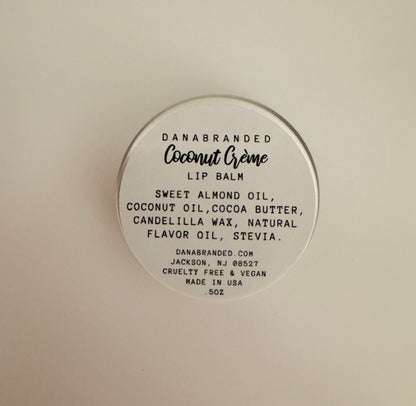 DANABRANDED
Coconut Crème
LIP BALM
SWEET ALMOND OIL,
COCONUT OIL,COCOA BUTTER,
CANDELILLA WAX, NATURAL
FLAVOR OIL, STEVIA.
DANABRANDED.COM
JACKSON, NJ 08527
CRUELTY FREE & VEGAN
MADE IN USA
.5OZ